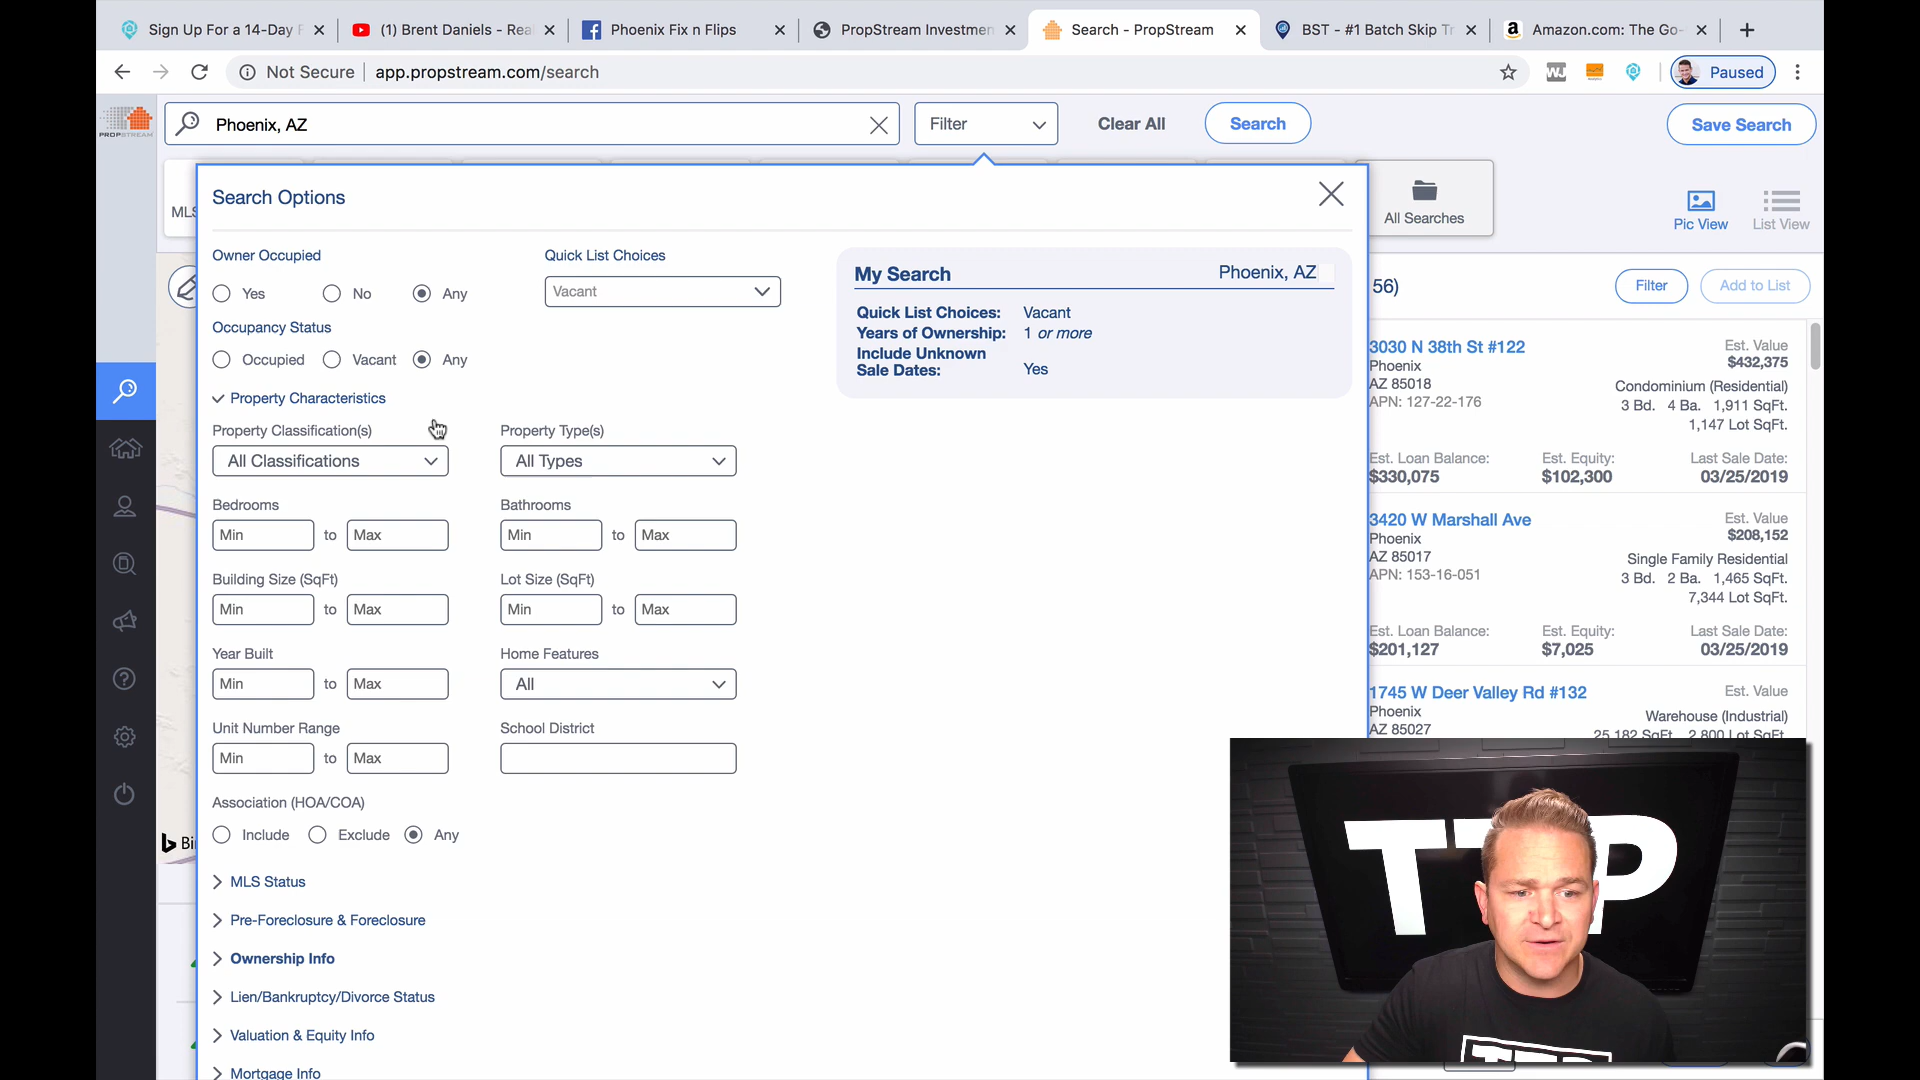 Sign Up For a 14-Day F
(1) Brent Daniels - Rea
Phoenix Fix n Flips
PropStream Investmen
Search - PropStream
BST - #1 Batch Skip Tr
Amazon.com: The Go-
Not Secure
app.propstream.com/search
WJ
Paused
PROPSTREAM
Phoenix, AZ
Filter
Clear All
Search
Save Search
MLS
All Searches
Pic View
List View
Search Options
Owner Occupied
Quick List Choices
Yes
No
Any
Vacant
Occupancy Status
Occupied
Vacant
Any
My Search
Phoenix, AZ
Quick List Choices: Vacant
Years of Ownership: 1 or more
Include Unknown
Sale Dates: Yes
Property Characteristics
Property Classification(s)
Property Type(s)
All Classifications
All Types
Bedrooms
Bathrooms
Min to Max
Min to Max
Building Size (SqFt)
Lot Size (SqFt)
Min to Max
Min to Max
Year Built
Home Features
Min to Max
All
Unit Number Range
School District
Min to Max
Association (HOA/COA)
Include
Exclude
Any
MLS Status
Pre-Foreclosure & Foreclosure
Ownership Info
Lien/Bankruptcy/Divorce Status
Valuation & Equity Info
Mortgage Info
Bi
56)
Filter
Add to List
3030 N 38th St #122
Est. Value
Phoenix
$432,375
AZ 85018
Condominium (Residential)
APN: 127-22-176
3 Bd. 4 Ba. 1,911 SqFt.
1,147 Lot SqFt.
Est. Loan Balance:
Est. Equity:
Last Sale Date:
$330,075
$102,300
03/25/2019
3420 W Marshall Ave
Est. Value
Phoenix
$208,152
AZ 85017
Single Family Residential
APN: 153-16-051
3 Bd. 2 Ba. 1,465 SqFt.
7,344 Lot SqFt.
Est. Loan Balance:
Est. Equity:
Last Sale Date:
$201,127
$7,025
03/25/2019
1745 W Deer Valley Rd #132
Est. Value
Phoenix
Warehouse (Industrial)
AZ 85027
25,182 SqFt. 2,800 Lot SqFt.
TTP
TTP